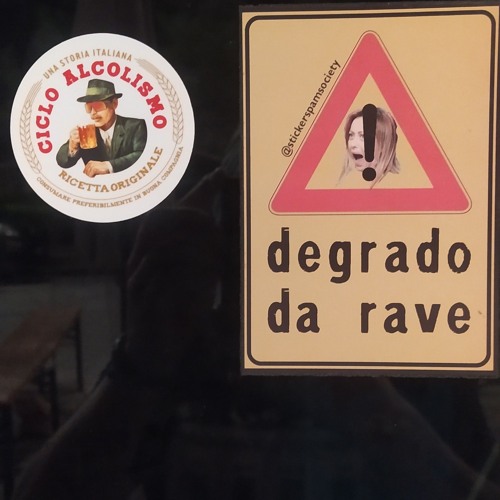 UNA STORIA ITALIANA
CICLO ALCOLISMO
RICETTA ORIGINALE
CONSUMARE PREFERIBILMENTE IN BUONA COMPAGNIA
@stickerspamsociety
!
degrado
da rave